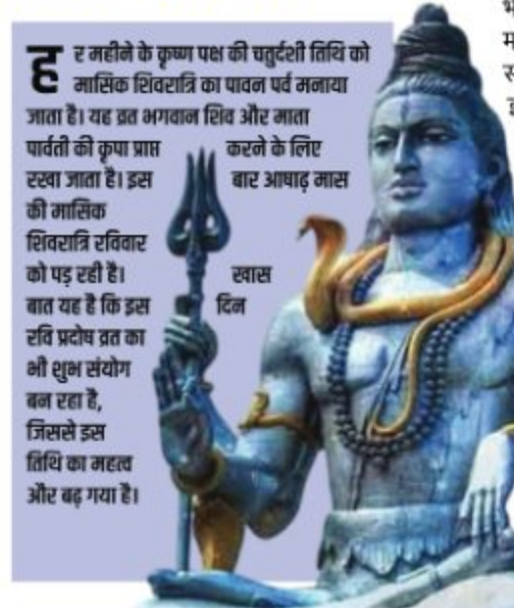 हर महीने के कृष्ण पक्ष की चतुर्दशी तिथि को
मासिक शिवरात्रि का पावन पर्व मनाया
जाता है। यह व्रत भगवान शिव और माता
पार्वती की कृपा प्राप्त करने के लिए
रखा जाता है। इस बार आषाढ़ मास
की मासिक
शिवरात्रि रविवार
को पड़ रही है। खास
बात यह है कि इस दिन
रवि प्रदोष व्रत का
भी शुभ संयोग
बन रहा है,
जिससे इस
तिथि का महत्व
और बढ़ गया है।